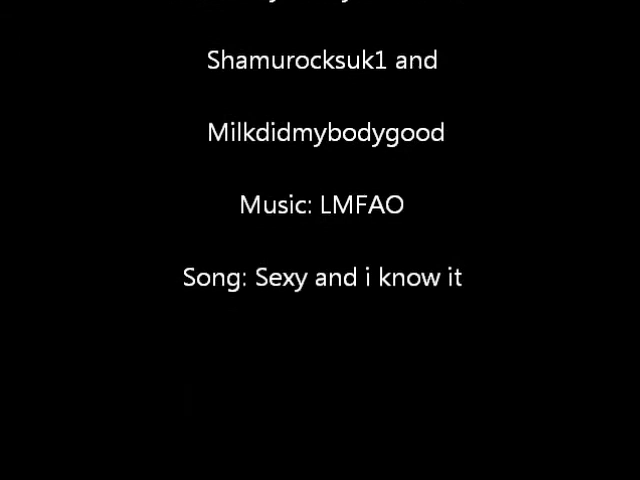 Shamurocksuk1 and
Milkdidmybodygood
Music: LMFAO
Song: Sexy and i know it